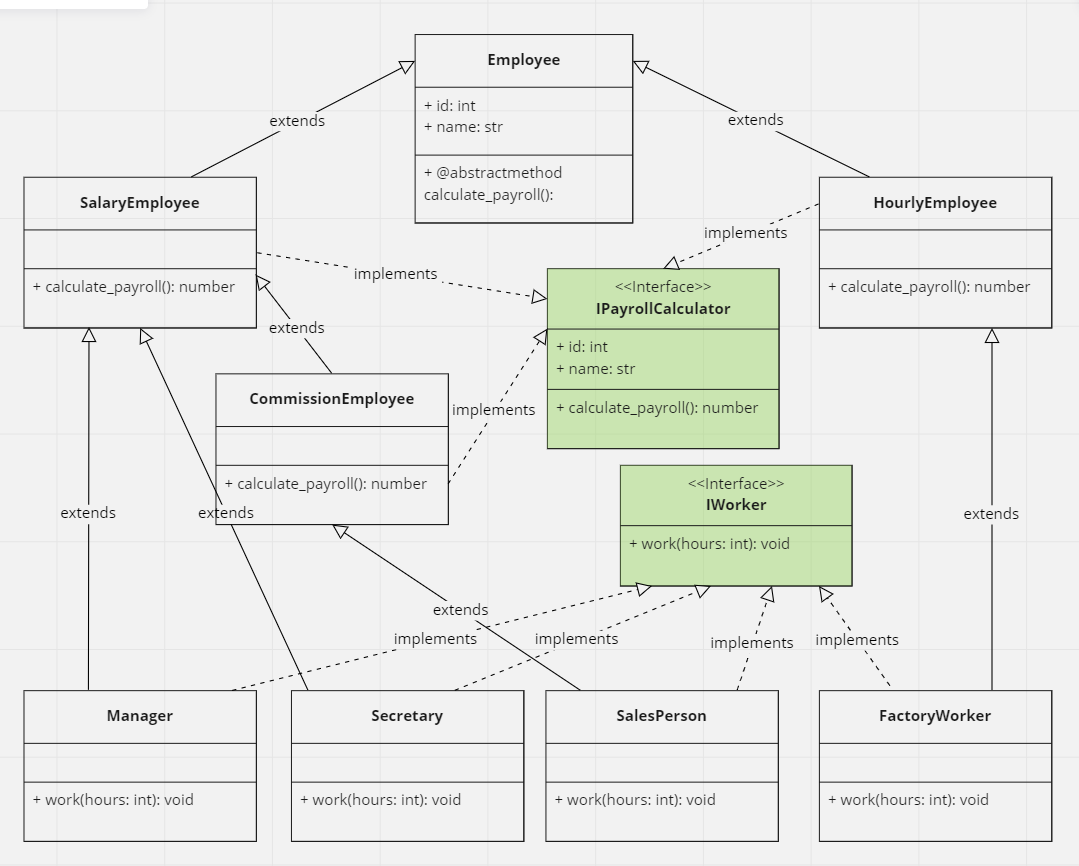 Employee
+ id: int
+ name: str
+ @abstractmethod
calculate_payroll():
extends
extends
SalaryEmployee
+ calculate_payroll(): number
HourlyEmployee
+ calculate_payroll(): number
implements
implements
<<Interface>>
IPayrollCalculator
+ id: int
+ name: str
+ calculate_payroll(): number
extends
CommissionEmployee
+ calculate_payroll(): number
implements
<<Interface>>
IWorker
+ work(hours: int): void
extends
extends
extends
extends
implements
implements
implements
implements
Manager
+ work(hours: int): void
Secretary
+ work(hours: int): void
SalesPerson
+ work(hours: int): void
FactoryWorker
+ work(hours: int): void